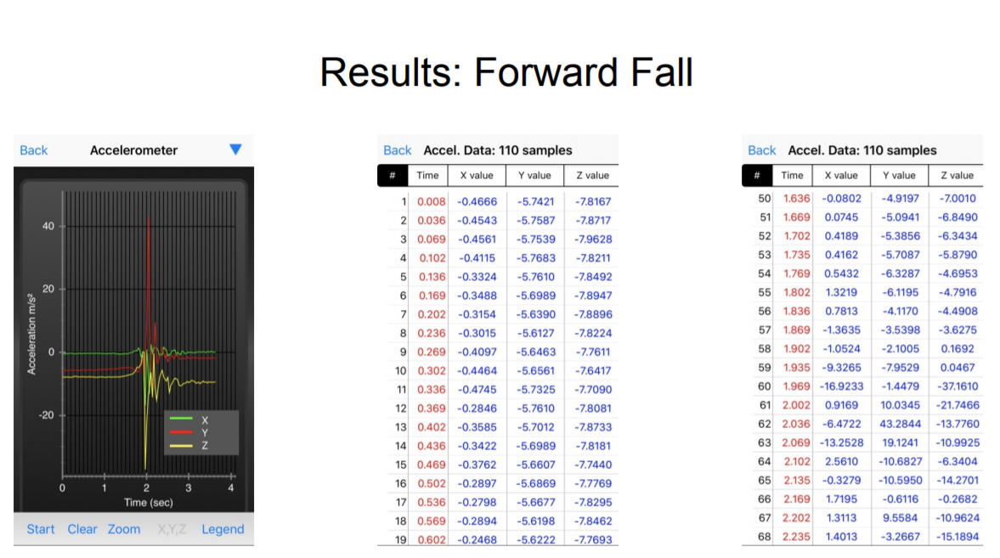 Results: Forward Fall
Back Accelerometer
40
20
0
-20
Acceleration m/s²
X
Y
Z
0 1 2 3 4
Time (sec)
Start Clear Zoom X,Y,Z Legend
Back Accel. Data: 110 samples
# Time X value Y value Z value
1 0.008 -0.4666 -5.7421 -7.8167
2 0.036 -0.4543 -5.7587 -7.8717
3 0.069 -0.4561 -5.7539 -7.9628
4 0.102 -0.4115 -5.7683 -7.8211
5 0.136 -0.3324 -5.7610 -7.8492
6 0.169 -0.3488 -5.6989 -7.8947
7 0.202 -0.3154 -5.6390 -7.8896
8 0.236 -0.3015 -5.6127 -7.8224
9 0.269 -0.4097 -5.6463 -7.7611
10 0.302 -0.4464 -5.6561 -7.6417
11 0.336 -0.4745 -5.7325 -7.7090
12 0.369 -0.2846 -5.7610 -7.8081
13 0.402 -0.3585 -5.7012 -7.8733
14 0.436 -0.3422 -5.6989 -7.8181
15 0.469 -0.3762 -5.6607 -7.7440
16 0.502 -0.2897 -5.6869 -7.7769
17 0.536 -0.2798 -5.6677 -7.8295
18 0.569 -0.2894 -5.6198 -7.8462
19 0.602 -0.2468 -5.6222 -7.7693
Back Accel. Data: 110 samples
# Time X value Y value Z value
50 1.636 -0.0802 -4.9197 -7.0010
51 1.669 0.0745 -5.0941 -6.8490
52 1.702 0.4189 -5.3856 -6.3434
53 1.735 0.4162 -5.7087 -5.8790
54 1.769 0.5432 -6.3287 -4.6953
55 1.802 1.3219 -6.1195 -4.7916
56 1.836 0.7813 -4.1170 -4.4908
57 1.869 -1.3635 -3.5398 -3.6275
58 1.902 -1.0524 -2.1005 0.1692
59 1.935 -9.3265 -7.9529 0.0467
60 1.969 -16.9233 -1.4479 -37.1610
61 2.002 0.9169 10.0345 -21.7466
62 2.036 -6.4722 43.2844 -13.7760
63 2.069 -13.2528 19.1241 -10.9925
64 2.102 2.5610 -10.6827 -6.3404
65 2.135 -0.3279 -10.5950 -14.2701
66 2.169 1.7195 -0.6116 -0.2682
67 2.202 1.3113 9.5584 -10.9624
68 2.235 1.4013 -3.2667 -15.1894